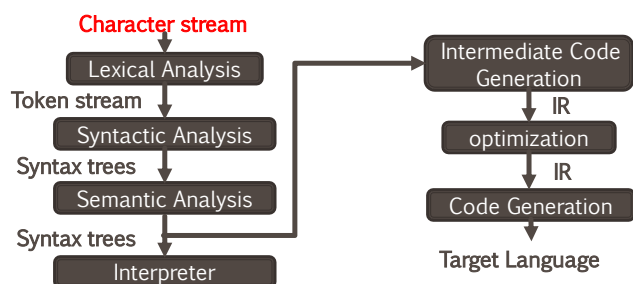 Character stream
Lexical Analysis
Token stream
Syntactic Analysis
Syntax trees
Semantic Analysis
Syntax trees
Interpreter
Intermediate Code
Generation
IR
optimization
IR
Code Generation
Target Language